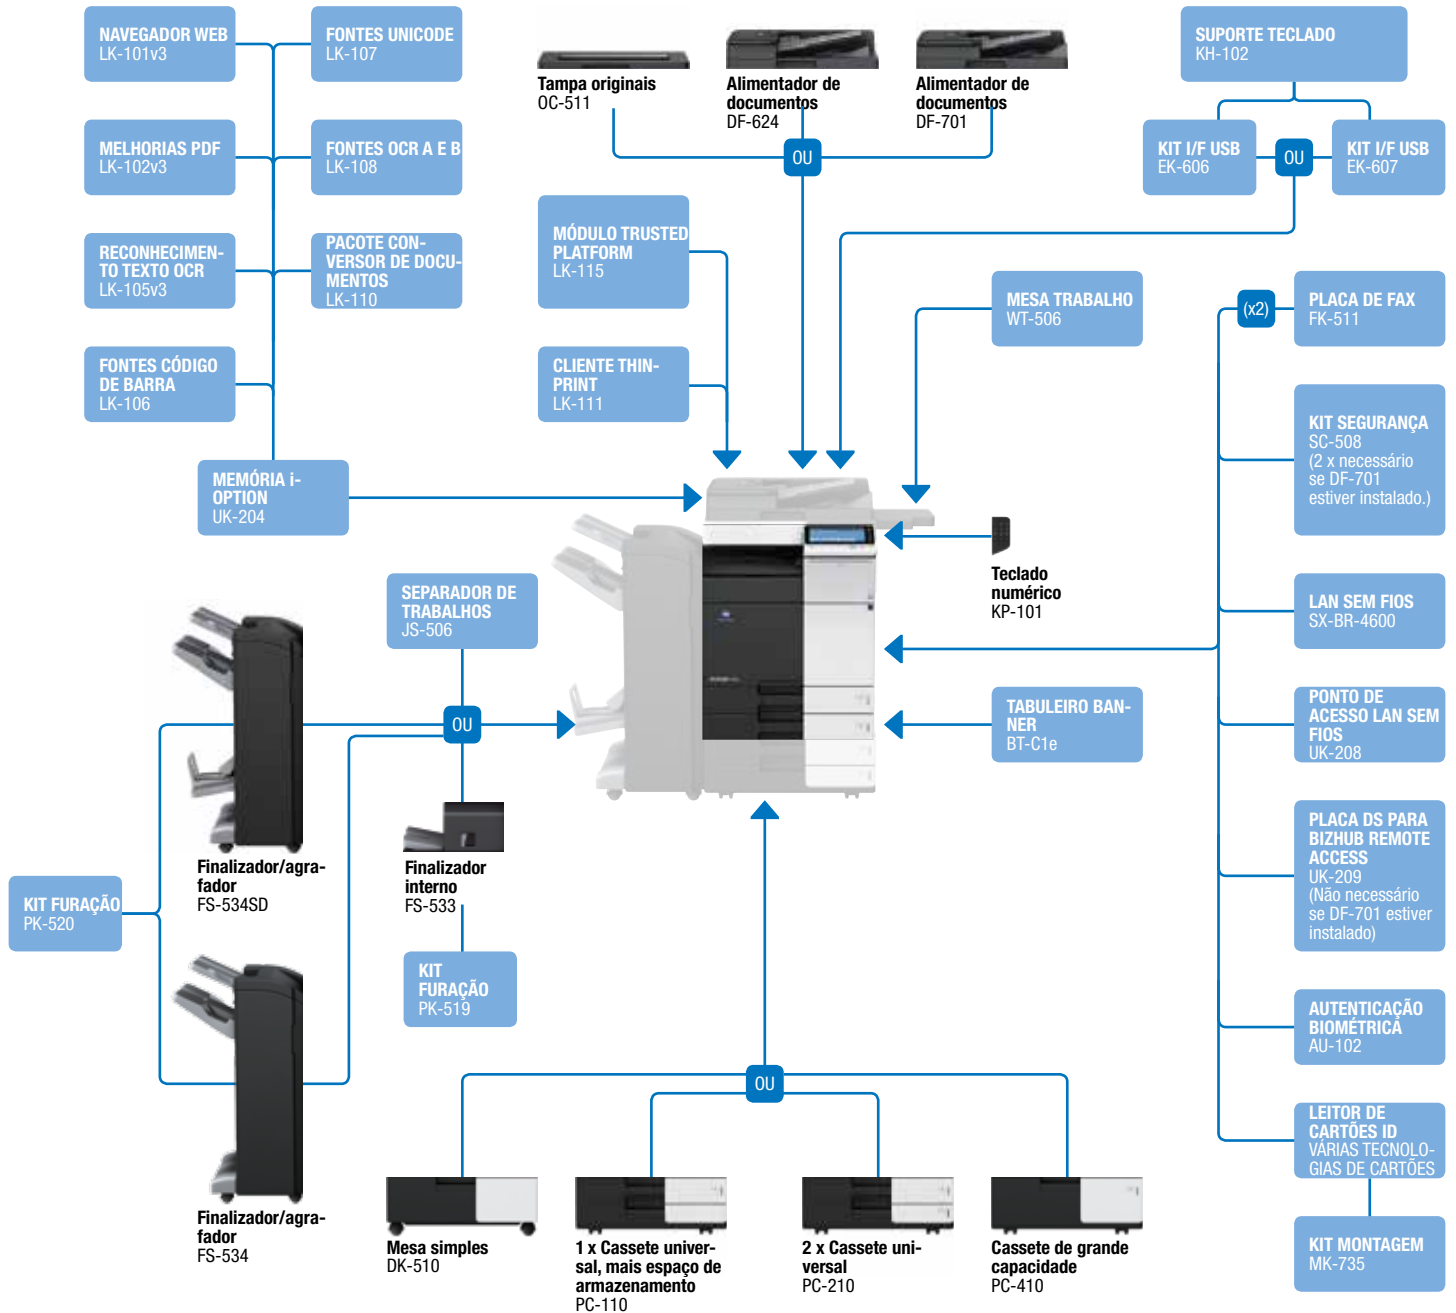 NAVEGADOR WEB
LK-101v3
FONTES UNICODE
LK-107
MELHORIAS PDF
LK-102v3
FONTES OCR A E B
LK-108
RECONHECIMEN-
TO TEXTO OCR
LK-105v3
PACOTE CON-
VERSOR DE DOCU-
MENTOS
LK-110
FONTES CÓDIGO
DE BARRA
LK-106
MEMÓRIA i-
OPTION
UK-204
Tampa originais
OC-511
Alimentador de
documentos
DF-624
Alimentador de
documentos
DF-701
OU
SUPORTE TECLADO
KH-102
KIT I/F USB
EK-606
OU
KIT I/F USB
EK-607
MÓDULO TRUSTED
PLATFORM
LK-115
CLIENTE THIN-
PRINT
LK-111
MESA TRABALHO
WT-506
(x2)
PLACA DE FAX
FK-511
KIT SEGURANÇA
SC-508
(2 x necessário
se DF-701
estiver instalado.)
Teclado
numérico
KP-101
LAN SEM FIOS
SX-BR-4600
SEPARADOR DE
TRABALHOS
JS-506
OU
TABULEIRO BAN-
NER
BT-C1e
PONTO DE
ACESSO LAN SEM
FIOS
UK-208
PLACA DS PARA
BIZHUB REMOTE
ACCESS
UK-209
(Não necessário
se DF-701 estiver
instalado)
Finalizador/agra-
fador
FS-534SD
Finalizador
interno
FS-533
KIT FURAÇÃO
PK-520
KIT
FURAÇÃO
PK-519
AUTENTICAÇÃO
BIOMÉTRICA
AU-102
OU
LEITOR DE
CARTÕES ID
VÁRIAS TECNOLO-
GIAS DE CARTÕES
Finalizador/agra-
fador
FS-534
Mesa simples
DK-510
1 x Cassete univer-
sal, mais espaço de
armazenamento
PC-110
2 x Cassete uni-
versal
PC-210
Cassete de grande
capacidade
PC-410
KIT MONTAGEM
MK-735